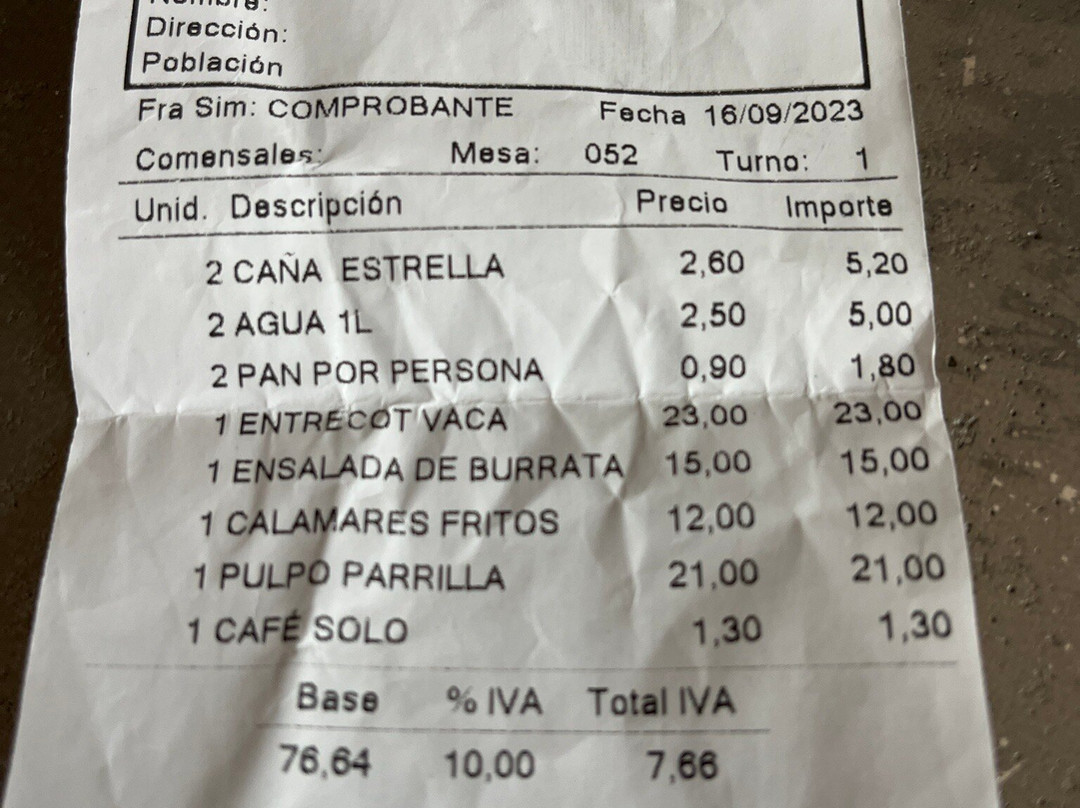 Nombre:
Dirección:
Población
Fra Sim: COMPROBANTE Fecha 16/09/2023
Comensales: Mesa: 052 Turno: 1
Unid. Descripción Precio Importe
2 CAÑA ESTRELLA 2,60 5,20
2 AGUA 1L 2,50 5,00
2 PAN POR PERSONA 0,90 1,80
1 ENTRECOT VACA 23,00 23,00
1 ENSALADA DE BURRATA 15,00 15,00
1 CALAMARES FRITOS 12,00 12,00
1 PULPO PARRILLA 21,00 21,00
1 CAFÉ SOLO 1,30 1,30
Base % IVA Total IVA
76,64 10,00 7,66